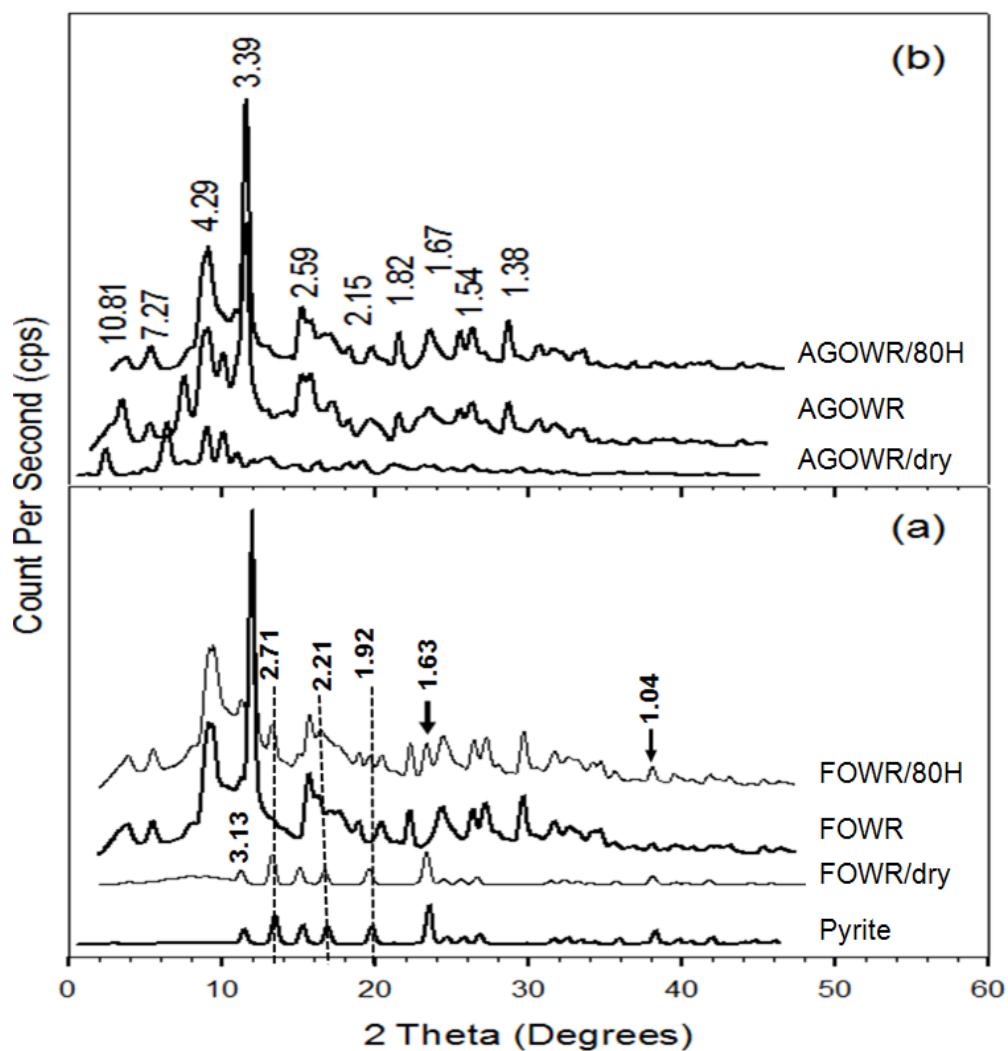 Count Per Second (cps)
(b)
10.81
7.27
4.29
3.39
2.59
2.15
1.82
1.67
1.54
1.38
AGOWR/80H
AGOWR
AGOWR/dry
(a)
3.13
2.71
2.21
1.92
1.63
1.04
FOWR/80H
FOWR
FOWR/dry
Pyrite
0 10 20 30 40 50 60
2 Theta (Degrees)